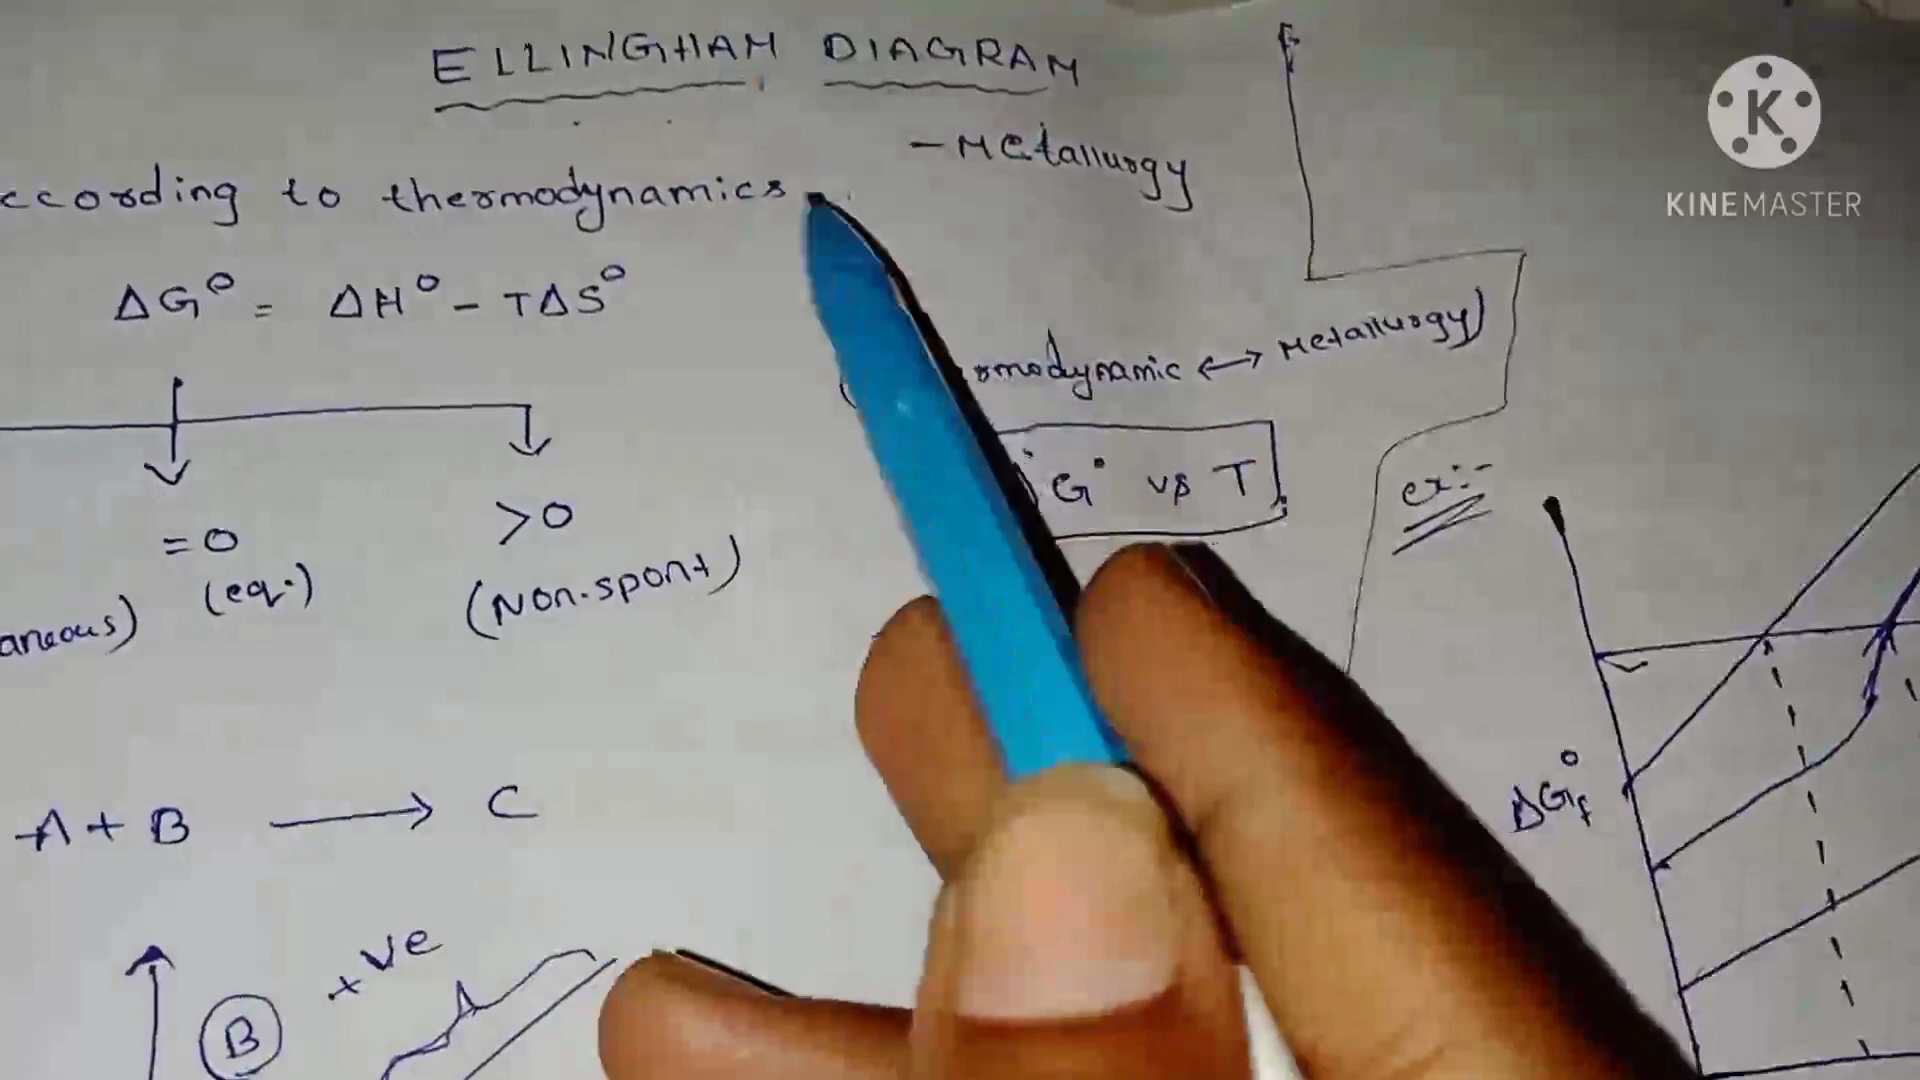 ELLINGHAM DIAGRAM
- Metallurgy
ccording to thermodynamics
ΔG° = ΔH° - TΔS°
rmodynamic <-> Metallurgy)
G° vs T
= 0
> 0
(eq.)
(Non-spont)
aneous)
ex:-
A + B → C
ΔG°f
+ve
B
K
KINEMASTER